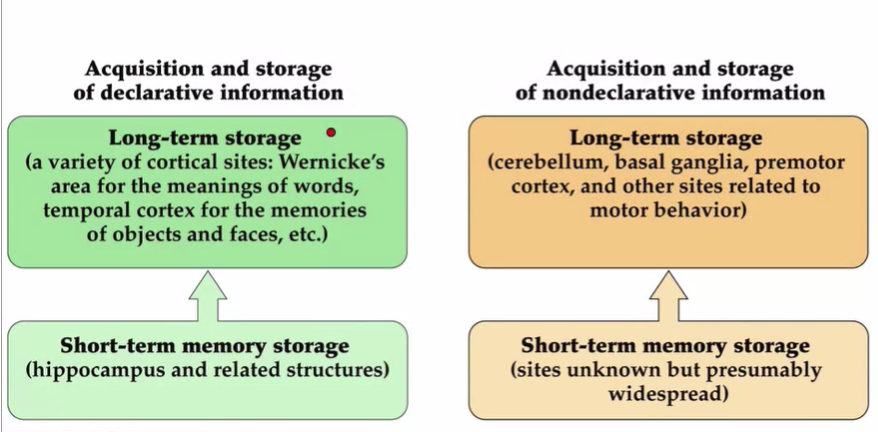 Acquisition and storage
of declarative information
Long-term storage
(a variety of cortical sites: Wernicke's
area for the meanings of words,
temporal cortex for the memories
of objects and faces, etc.)
Short-term memory storage
(hippocampus and related structures)
Acquisition and storage
of nondeclarative information
Long-term storage
(cerebellum, basal ganglia, premotor
cortex, and other sites related to
motor behavior)
Short-term memory storage
(sites unknown but presumably
widespread)